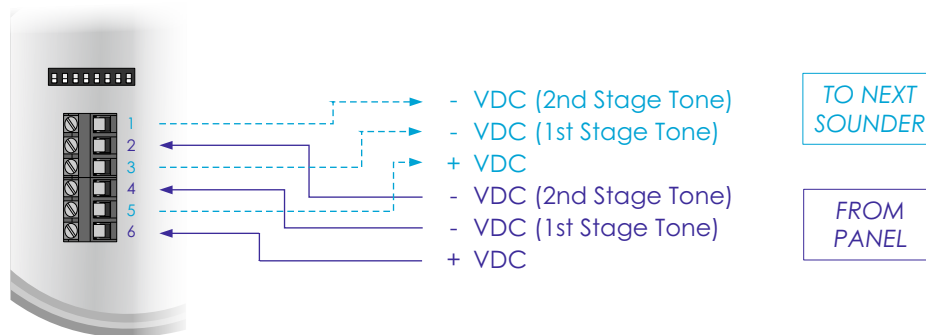 1
2
3
4
5
6
- VDC (2nd Stage Tone)
- VDC (1st Stage Tone)
+ VDC
- VDC (2nd Stage Tone)
- VDC (1st Stage Tone)
+ VDC
TO NEXT
SOUNDER
FROM
PANEL